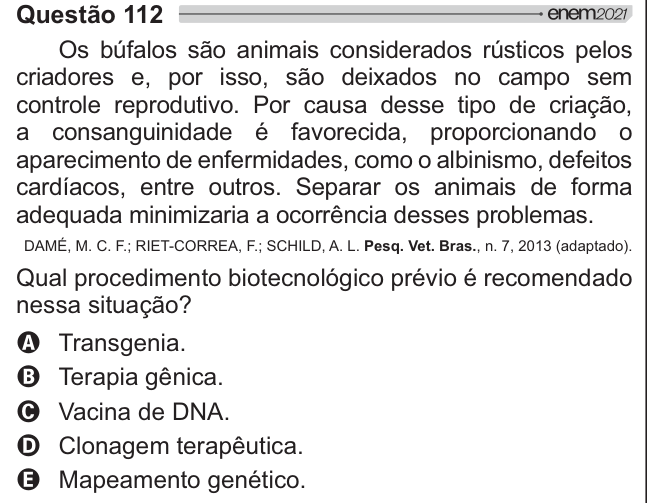 Questão 112 enem2021
Os búfalos são animais considerados rústicos pelos
criadores e, por isso, são deixados no campo sem
controle reprodutivo. Por causa desse tipo de criação,
a consanguinidade é favorecida, proporcionando o
aparecimento de enfermidades, como o albinismo, defeitos
cardíacos, entre outros. Separar os animais de forma
adequada minimizaria a ocorrência desses problemas.
DAMÉ, M. C. F.; RIET-CORREA, F.; SCHILD, A. L. Pesq. Vet. Bras., n. 7, 2013 (adaptado).
Qual procedimento biotecnológico prévio é recomendado
nessa situação?
A Transgenia.
B Terapia gênica.
C Vacina de DNA.
D Clonagem terapêutica.
E Mapeamento genético.